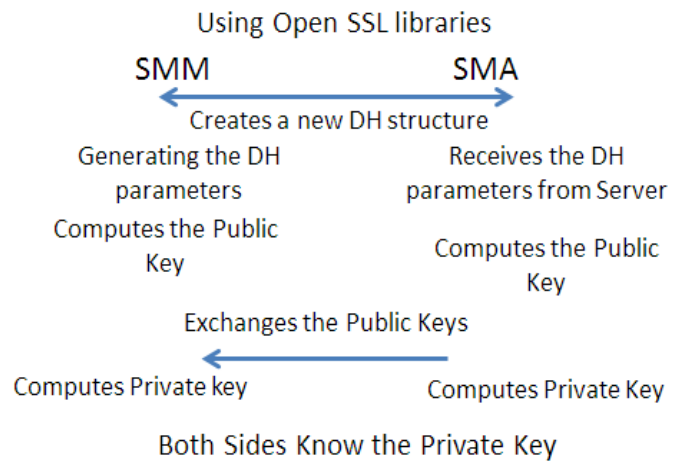 Using Open SSL libraries
SMM SMA
Creates a new DH structure
Generating the DH
parameters
Receives the DH
parameters from Server
Computes the Public
Key
Computes the Public
Key
Exchanges the Public Keys
Computes Private key
Computes Private Key
Both Sides Know the Private Key